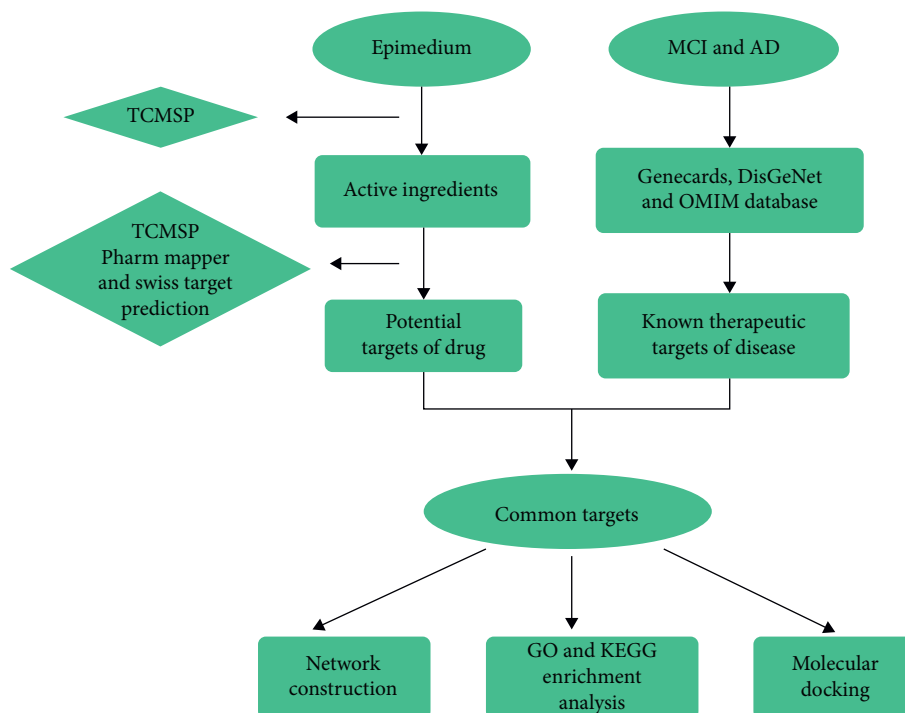 Epimedium
MCI and AD
TCMSP
Active ingredients
Genecards, DisGeNet
and OMIM database
TCMSP
Pharm mapper
and swiss target
prediction
Potential
targets of drug
Known therapeutic
targets of disease
Common targets
Network
construction
GO and KEGG
enrichment
analysis
Molecular
docking